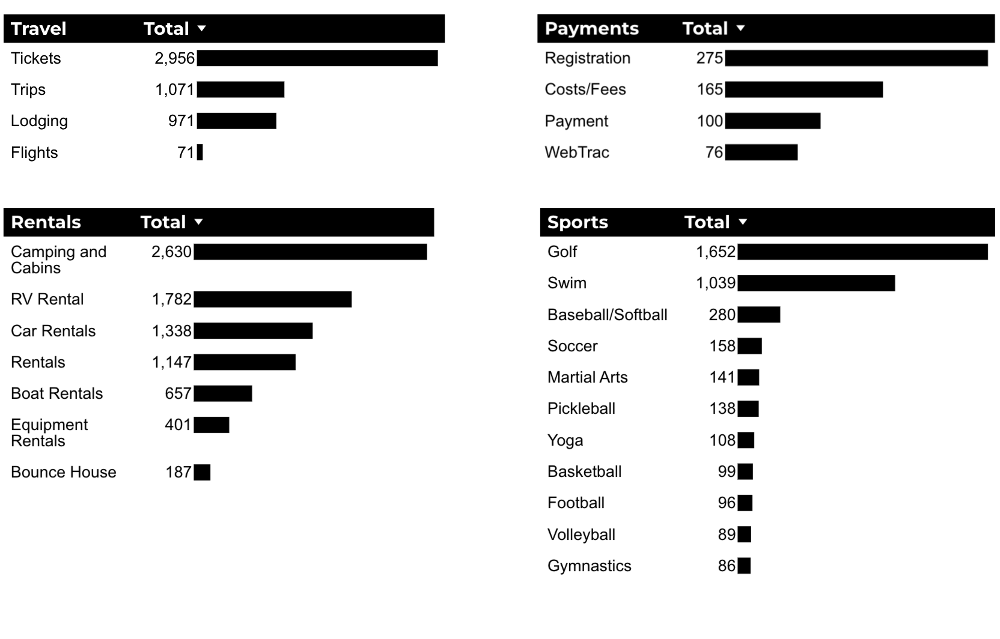 Travel Total ▼
Tickets 2,956
Trips 1,071
Lodging 971
Flights 71
Payments Total ▼
Registration 275
Costs/Fees 165
Payment 100
WebTrac 76
Rentals Total ▼
Camping and 2,630
Cabins
RV Rental 1,782
Car Rentals 1,338
Rentals 1,147
Boat Rentals 657
Equipment 401
Rentals
Bounce House 187
Sports Total ▼
Golf 1,652
Swim 1,039
Baseball/Softball 280
Soccer 158
Martial Arts 141
Pickleball 138
Yoga 108
Basketball 99
Football 96
Volleyball 89
Gymnastics 86